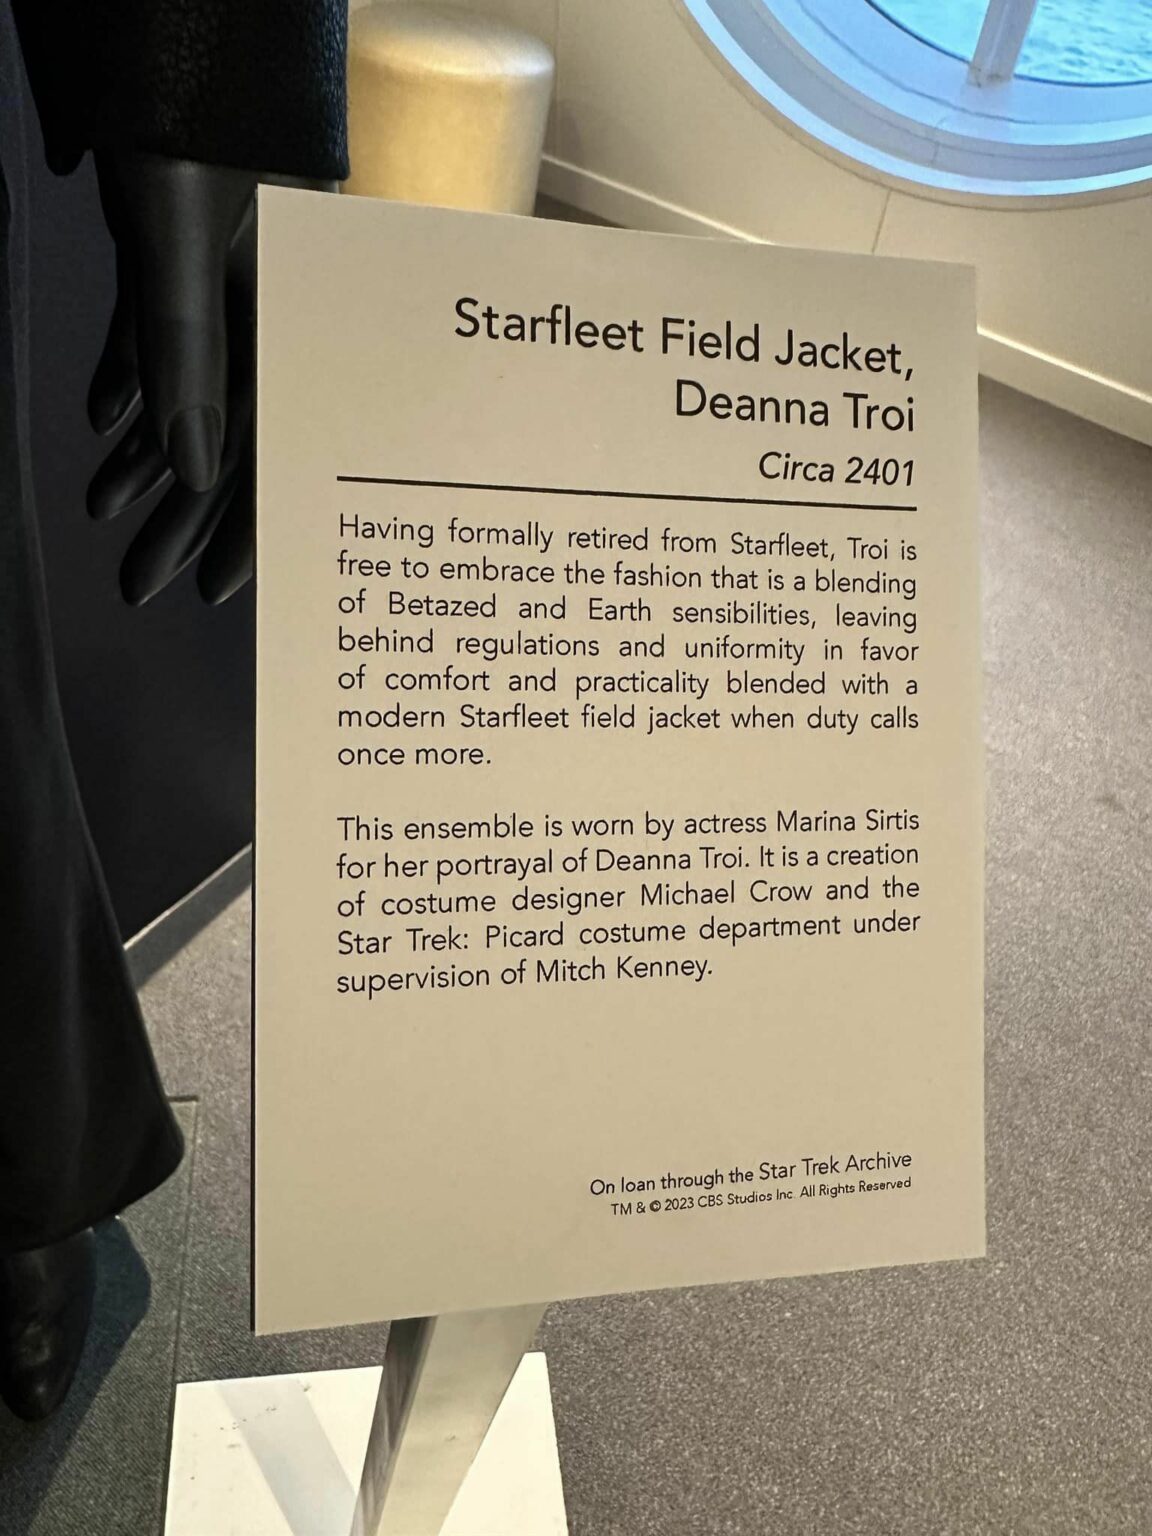 Starfleet Field Jacket,
Deanna Troi
Circa 2401
Having formally retired from Starfleet, Troi is
free to embrace the fashion that is a blending
of Betazed and Earth sensibilities, leaving
behind regulations and uniformity in favor
of comfort and practicality blended with a
modern Starfleet field jacket when duty calls
once more.
This ensemble is worn by actress Marina Sirtis
for her portrayal of Deanna Troi. It is a creation
of costume designer Michael Crow and the
Star Trek: Picard costume department under
supervision of Mitch Kenney.
On loan through the Star Trek Archive
TM & © 2023 CBS Studios Inc. All Rights Reserved